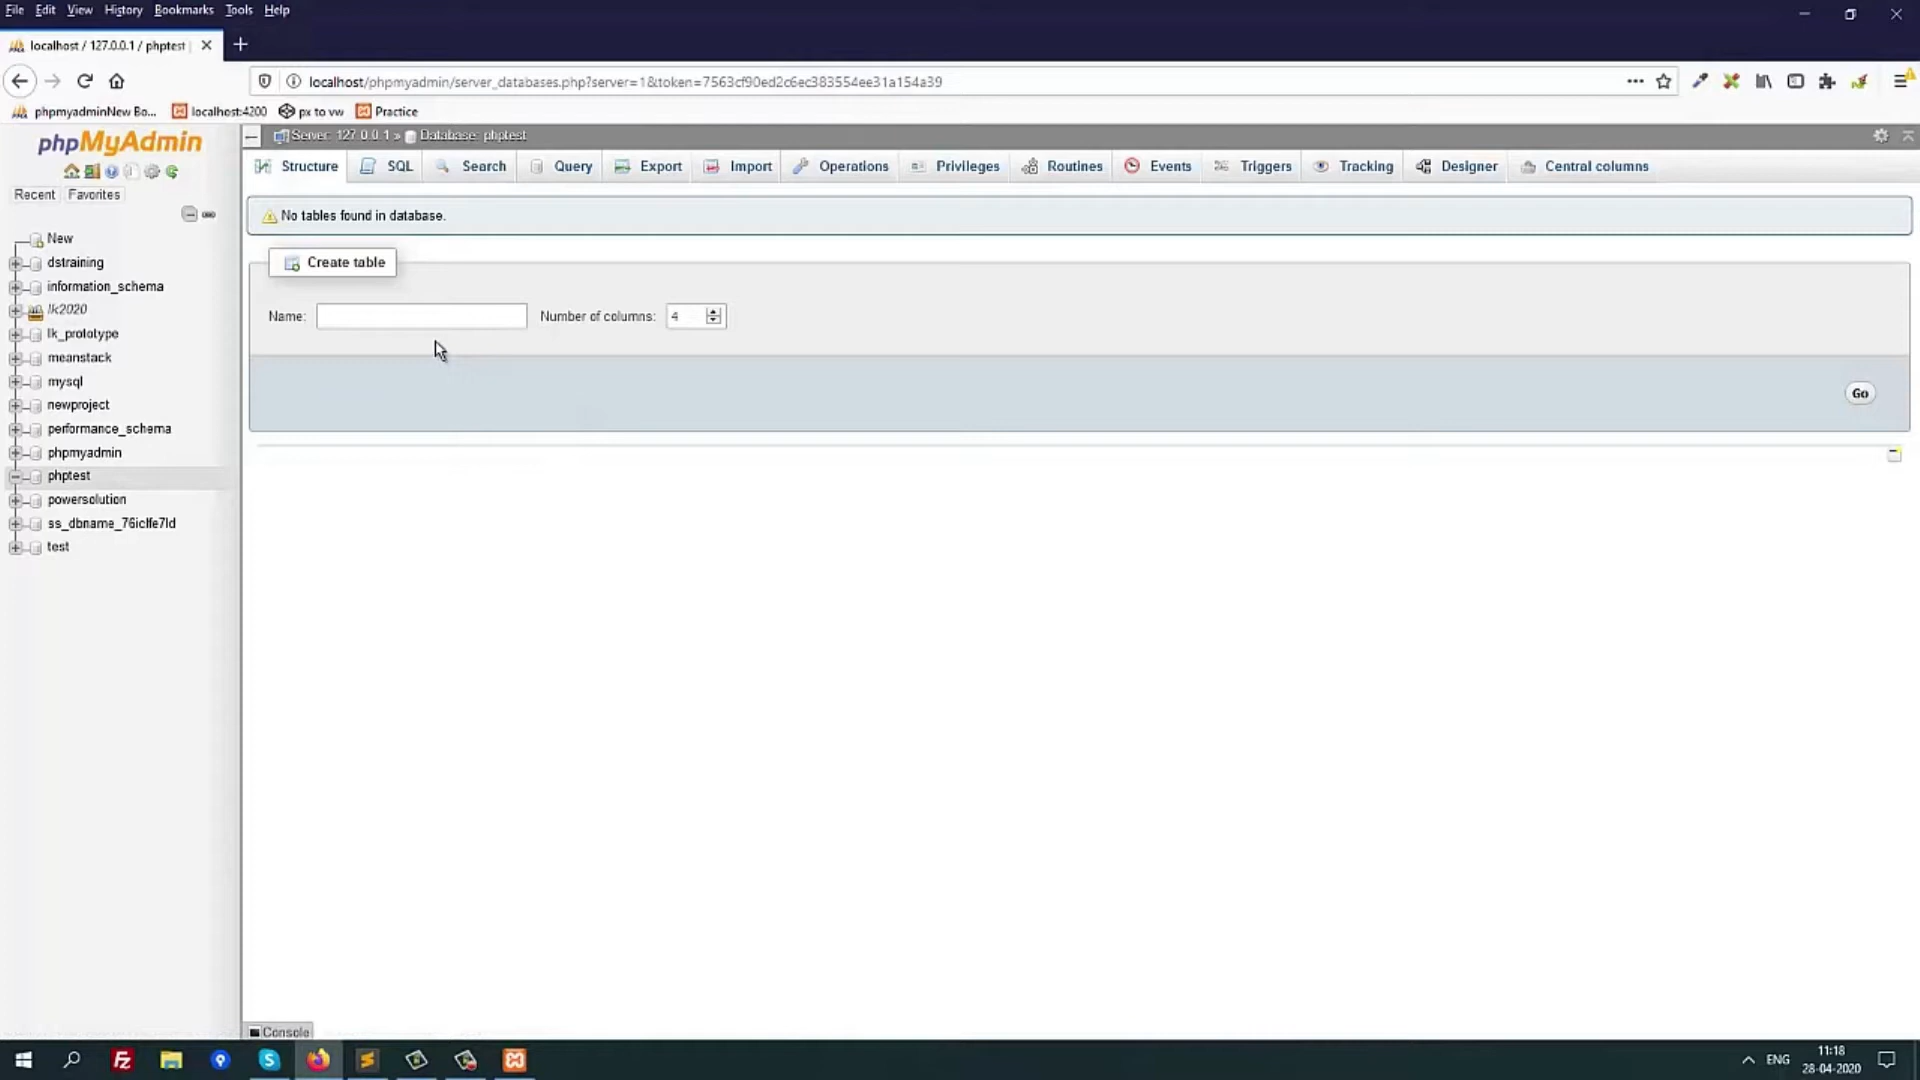 File Edit View History Bookmarks Tools Help
localhost / 127.0.0.1 / phptest
localhost/phpmyadmin/server_databases.php?server=1&token=7563cf90ed2c6ec383554ee31a154a39
phpmyadminNew Bo... localhost:4200 px to vw Practice
phpMyAdmin
Server: 127.0.0.1 » Database: phptest
Structure SQL Search Query Export Import Operations Privileges Routines Events Triggers Tracking Designer Central columns
Recent Favorites
No tables found in database.
New
dstraining
information_schema
lk2020
lk_prototype
meanstack
mysql
newproject
performance_schema
phpmyadmin
phptest
powersolution
test
Create table
Name: Number of columns: 4
Go
Console
ENG
11:18
28-04-2020